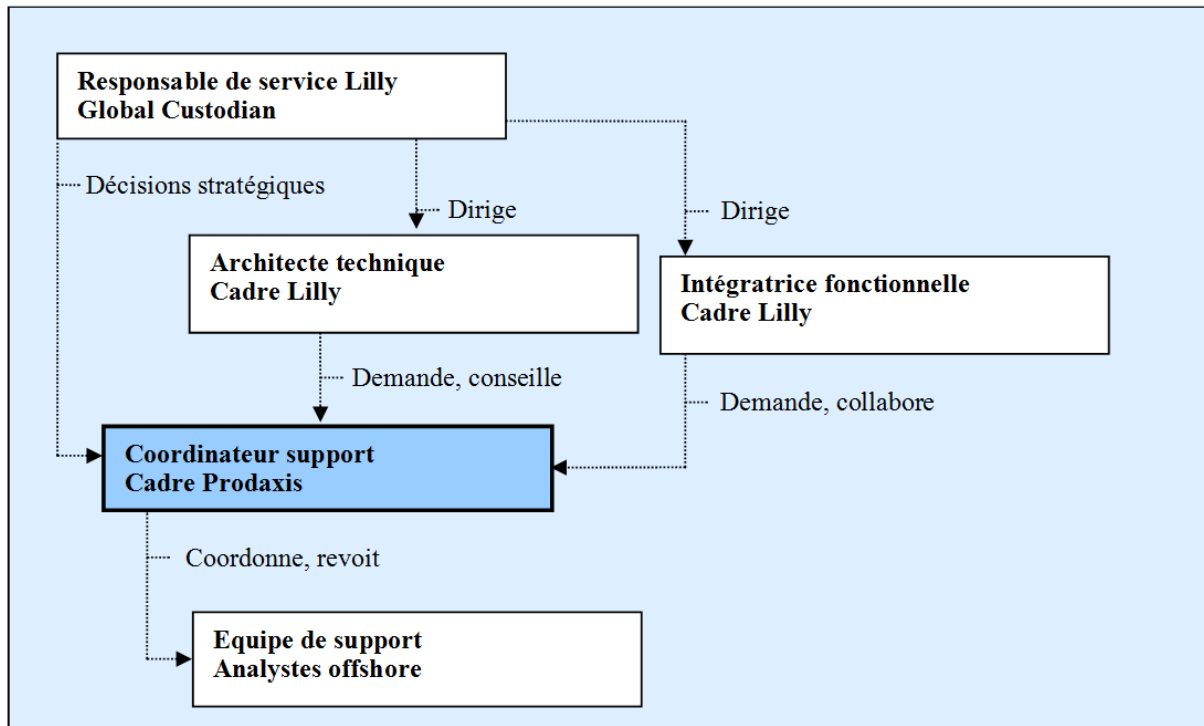 Responsable de service Lilly
Global Custodian
Décisions stratégiques
Dirige
Dirige
Architecte technique
Cadre Lilly
Intégratrice fonctionnelle
Cadre Lilly
Demande, conseille
Demande, collabore
Coordinateur support
Cadre Prodaxis
Coordonne, revoit
Equipe de support
Analystes offshore